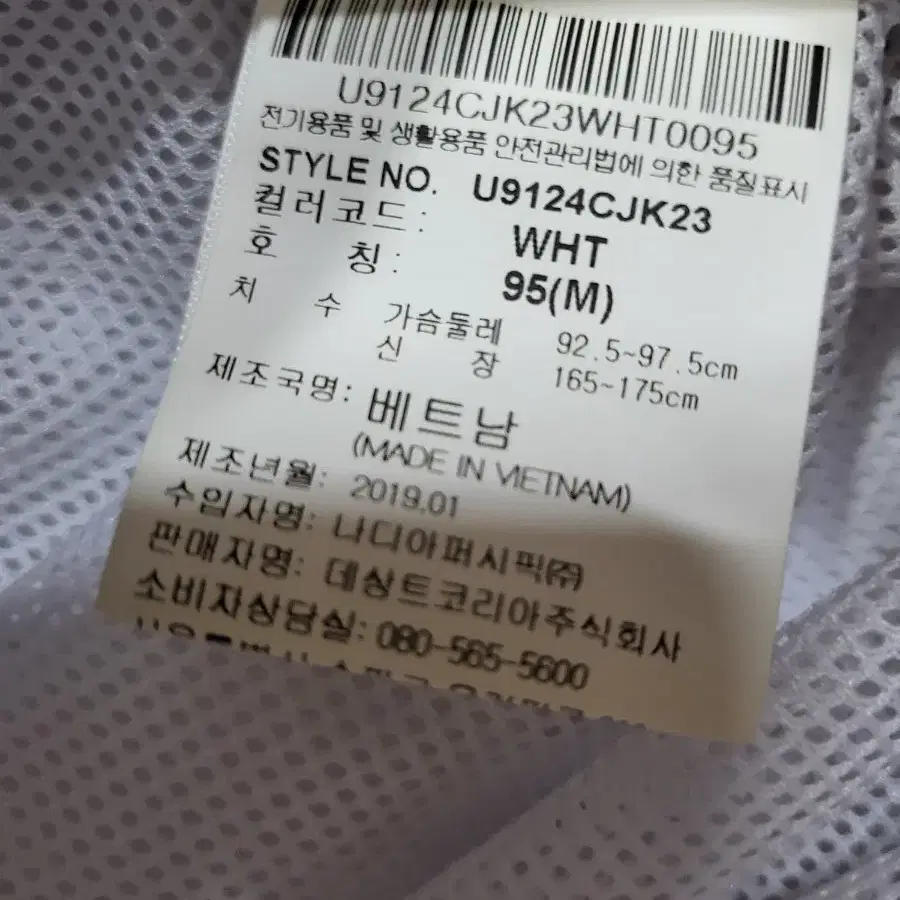 U9124CJK23WHT0095
전기용품 및 생활용품 안전관리법에 의한 품질표시
STYLE NO. U9124CJK23
컬러코드 : WHT
호 칭 : 95(M)
치 수 가슴둘레 92.5~97.5cm
신 장 165~175cm
제조국명: 베트남
(MADE IN VIETNAM)
제조년월: 2019.01
수입자명: 나디아퍼시픽㈜
판매자명: 데상트코리아주식회사
소비자상담실: 080-565-5600